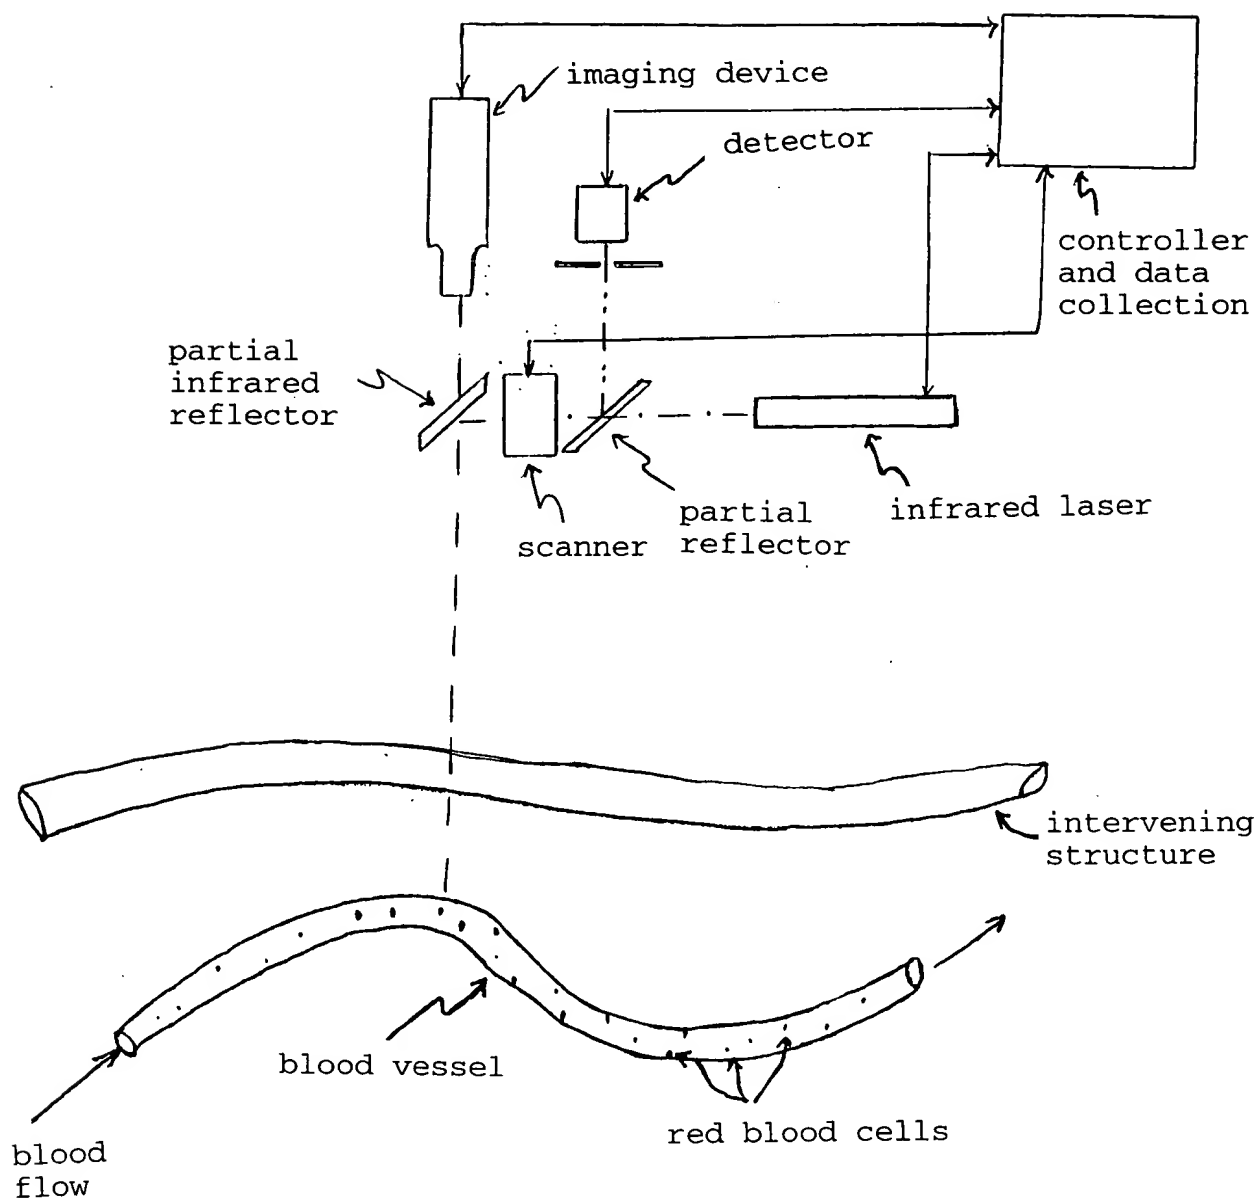 imaging device
detector
controller
and data
collection
partial
infrared
reflector
infrared laser
partial
reflector
scanner
intervening
structure
blood vessel
red blood cells
blood
flow